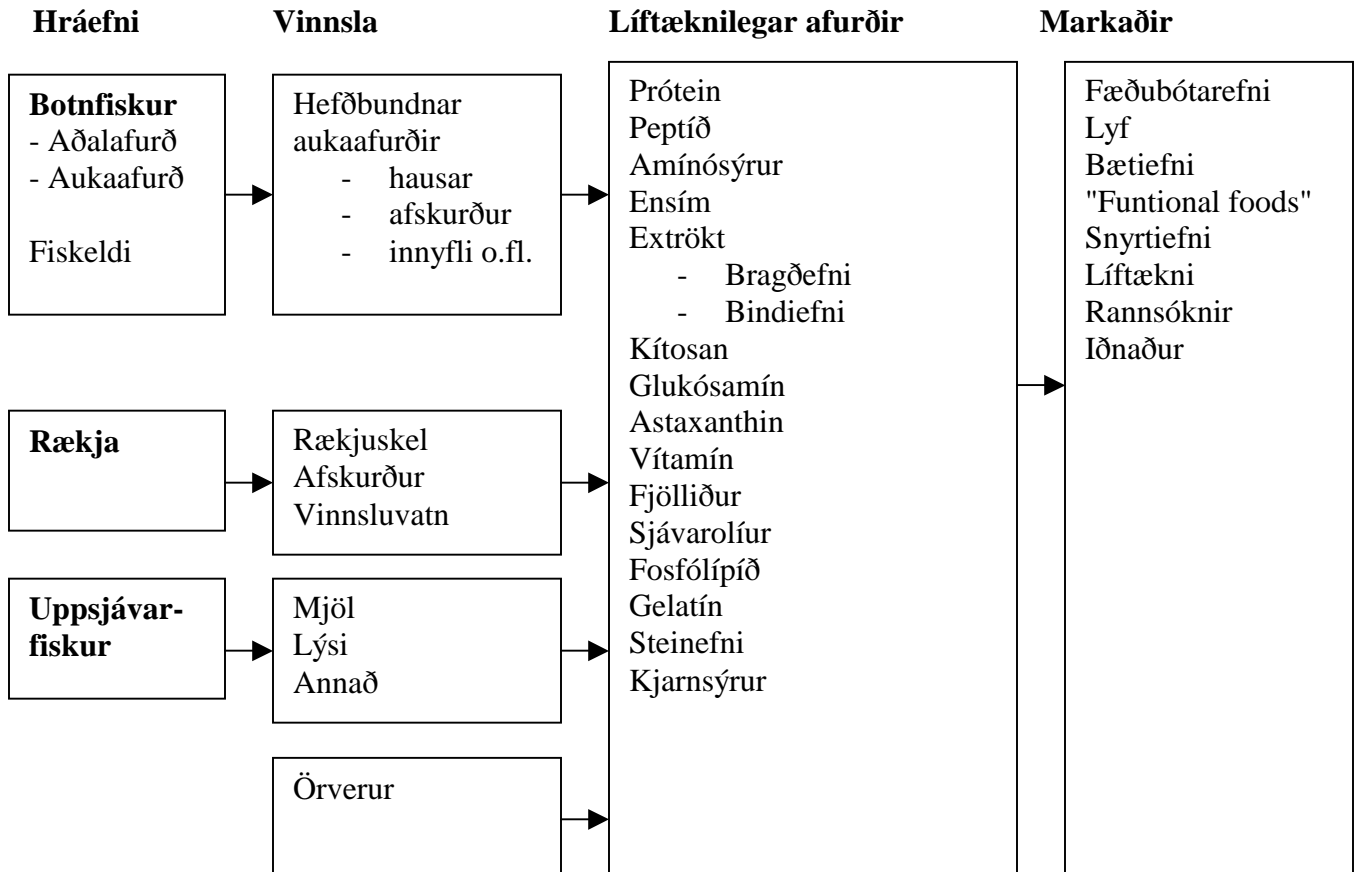 Hráefni
Vinnsla
Líftæknilegar afurðir
Markaðir
Botnfiskur
- Aðalafurð
- Aukaafurð
Fiskeldi
Hefðbundnar
aukaafurðir
- hausar
- afskurður
- innyfli o.fl.
Rækja
Rækjuskel
Afskurður
Vinnsluvatn
Uppsjávar-
fiskur
Mjöl
Lýsi
Annað
Örverur
Prótein
Peptíð
Amínósýrur
Ensím
Extrökt
- Bragðefni
- Bindiefni
Kítosan
Glukósamín
Astaxanthin
Vítamín
Fjölliður
Sjávarolíur
Fosfólípíð
Gelatín
Steinefni
Kjarnsýrur
Fæðubótarefni
Lyf
Bætiefni
"Funtional foods"
Snyrtiefni
Líftækni
Rannsóknir
Iðnaður